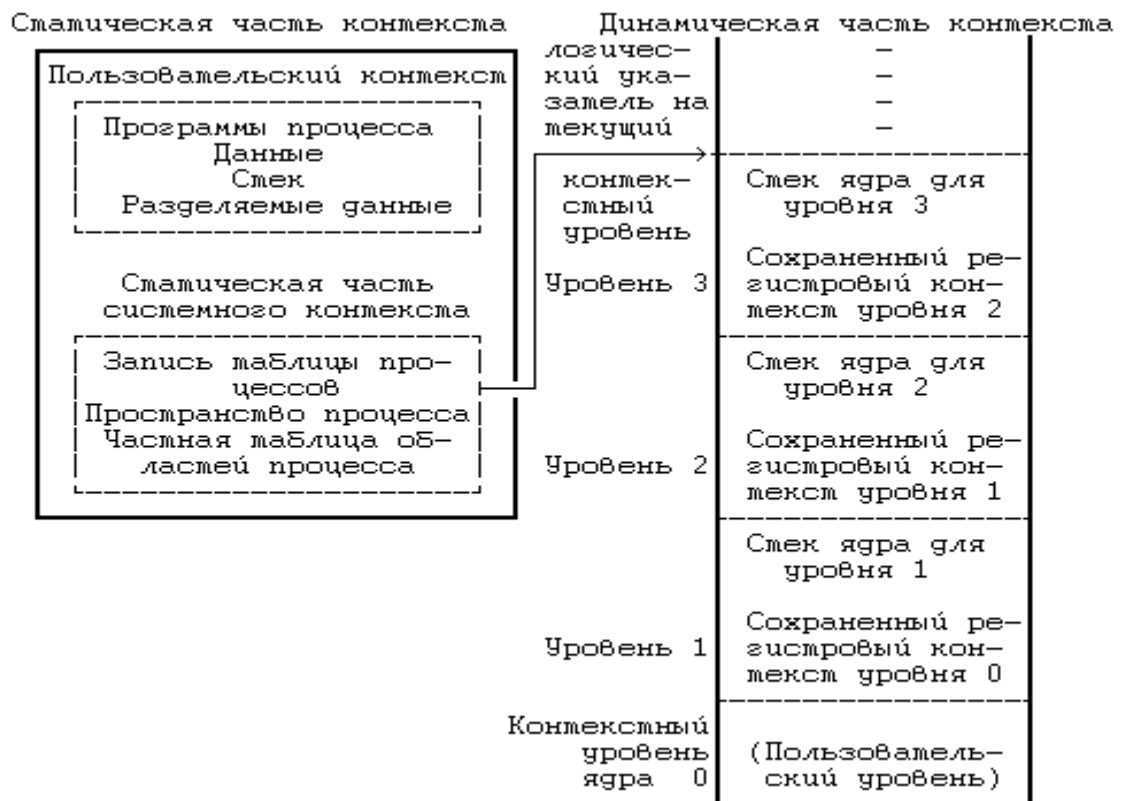 Статическая часть контекста
Пользовательский контекст
Программы процесса
Данные
Стек
Разделяемые данные
Статическая часть
системного контекста
Запись таблицы про-
цессов
Пространство процесса
Частная таблица об-
ластей процесса
Динамическая часть контекста
логичес-
кий ука-
затель на
текущий
контек-
стный
уровень
Стек ядра для
уровня 3
Уровень 3
Сохраненный ре-
гистровый кон-
текст уровня 2
Стек ядра для
уровня 2
Уровень 2
Сохраненный ре-
гистровый кон-
текст уровня 1
Стек ядра для
уровня 1
Уровень 1
Сохраненный ре-
гистровый кон-
текст уровня 0
Контекстный
уровень
ядра 0
(Пользователь-
ский уровень)